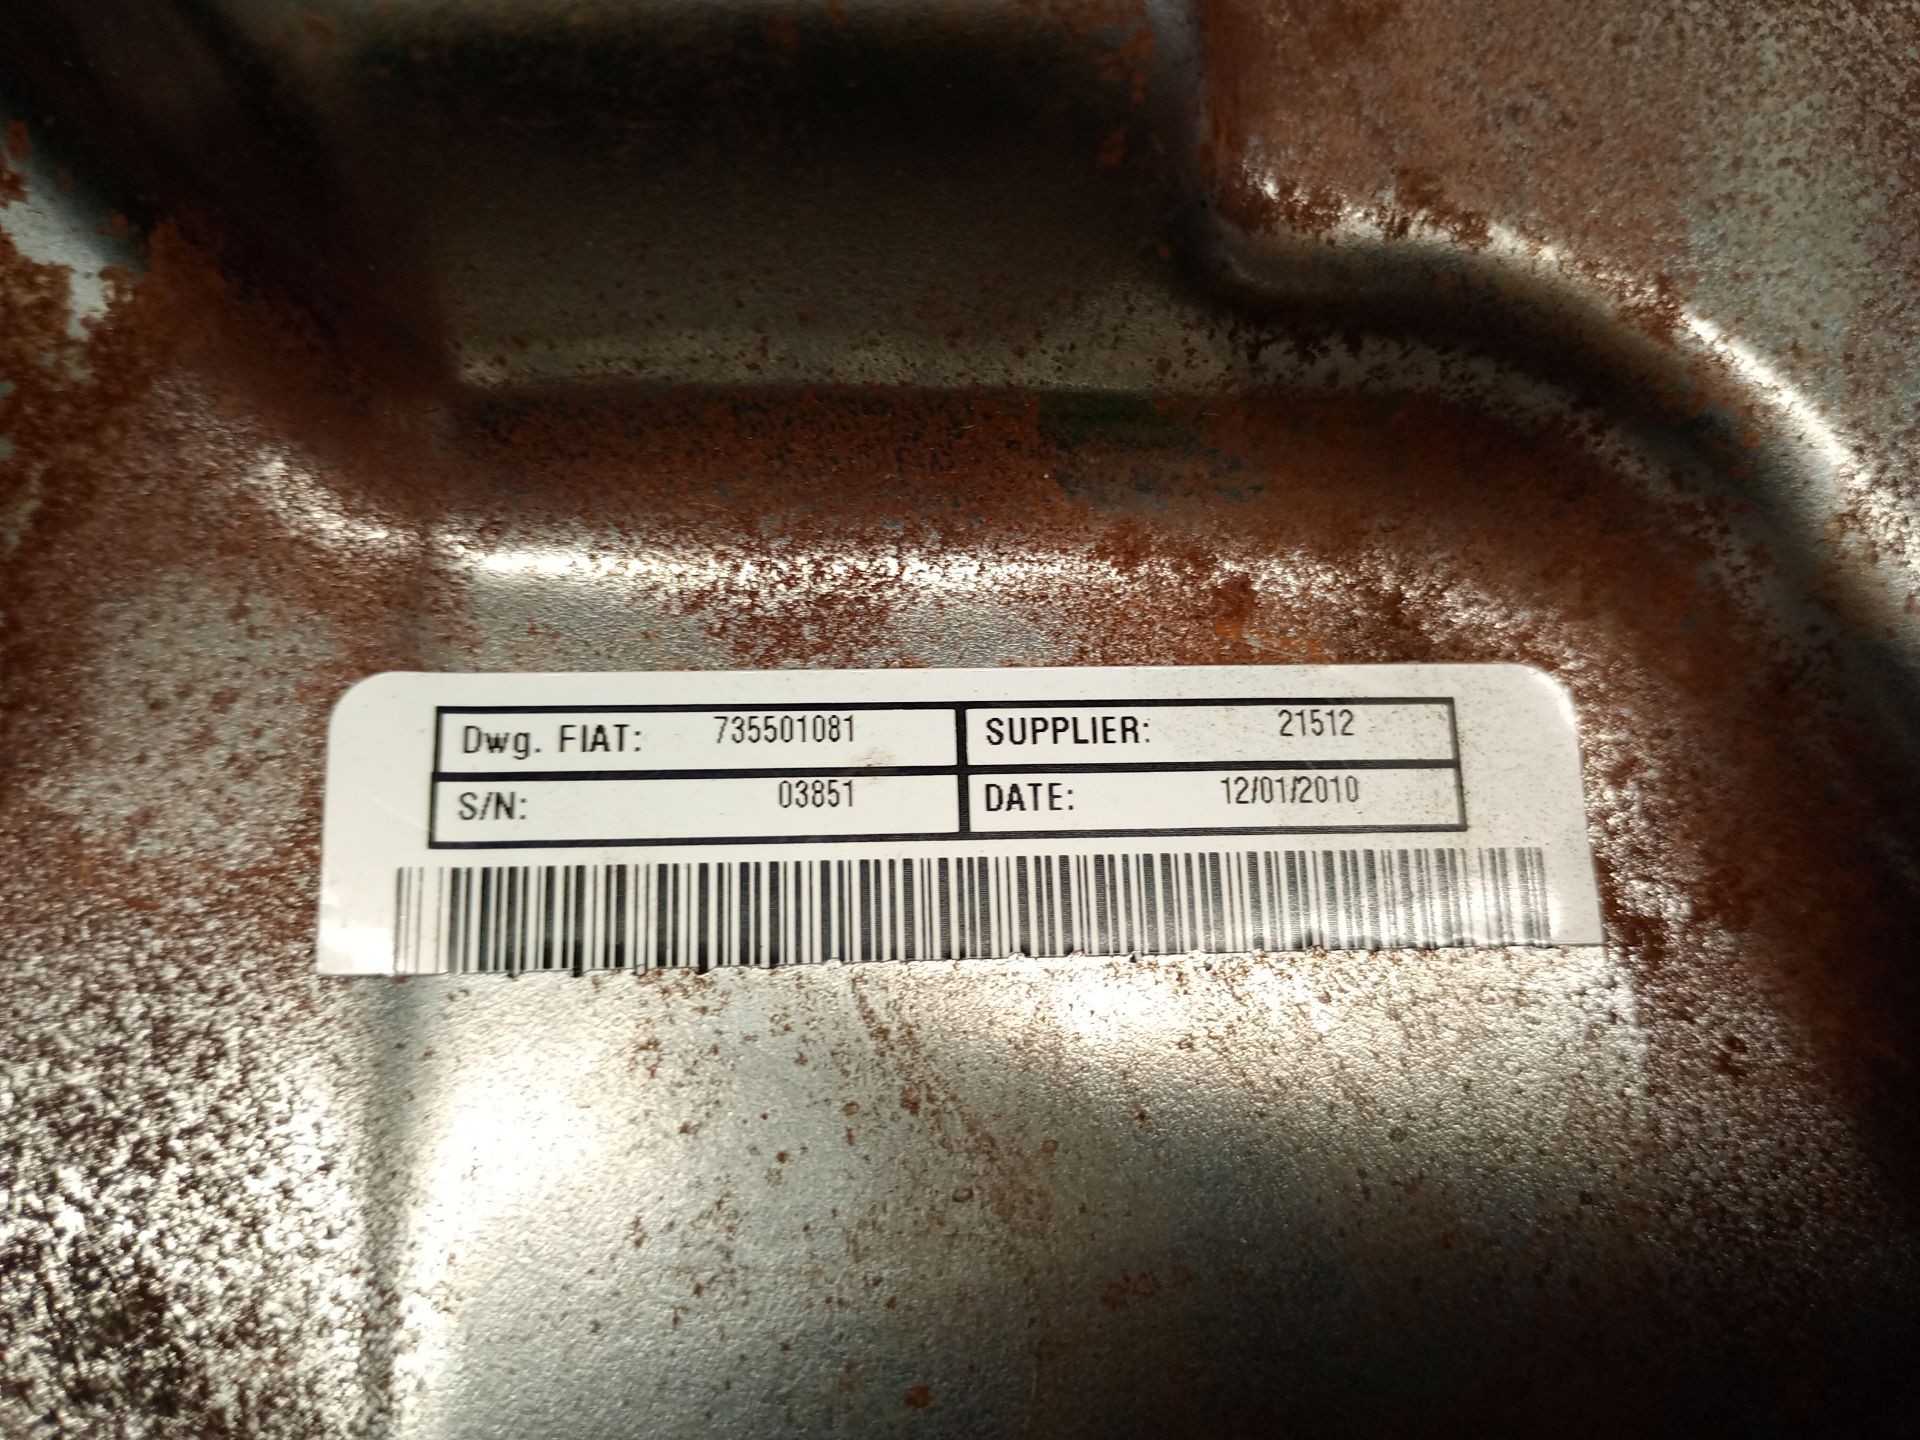 Dwg. FIAT: 735501081 SUPPLIER: 21512
S/N: 03851 DATE: 12/01/2010